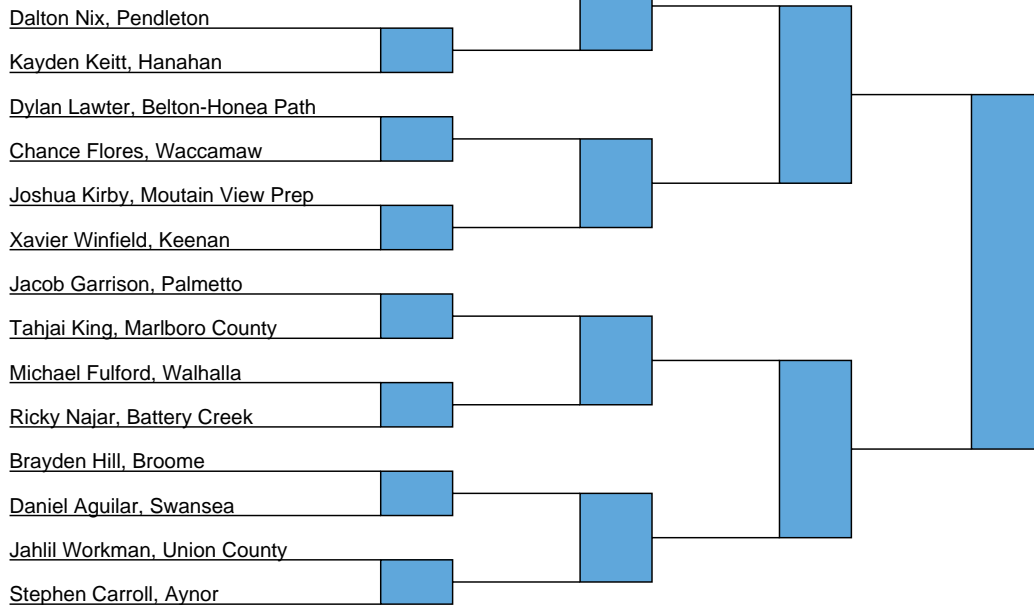 Dalton Nix, Pendleton
Kayden Keitt, Hanahan
Dylan Lawter, Belton-Honea Path
Chance Flores, Waccamaw
Joshua Kirby, Moutain View Prep
Xavier Winfield, Keenan
Jacob Garrison, Palmetto
Tahjai King, Marlboro County
Michael Fulford, Walhalla
Ricky Najar, Battery Creek
Brayden Hill, Broome
Daniel Aguilar, Swansea
Jahlil Workman, Union County
Stephen Carroll, Aynor